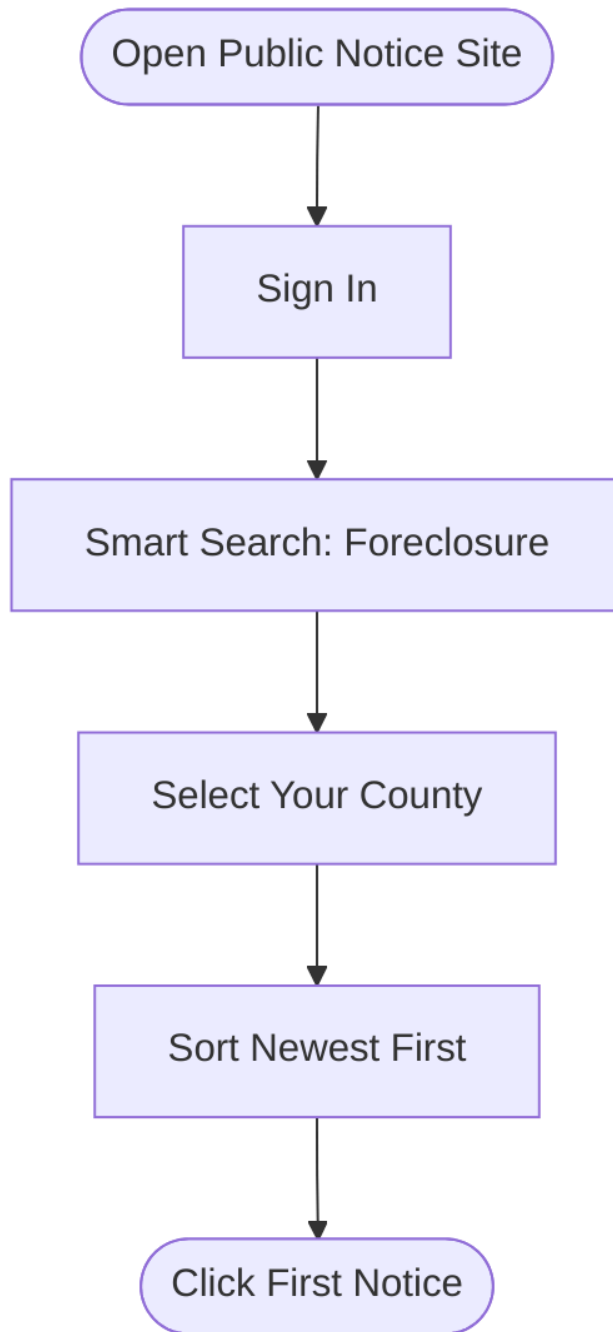 Open Public Notice Site
Sign In
Smart Search: Foreclosure
Select Your County
Sort Newest First
Click First Notice